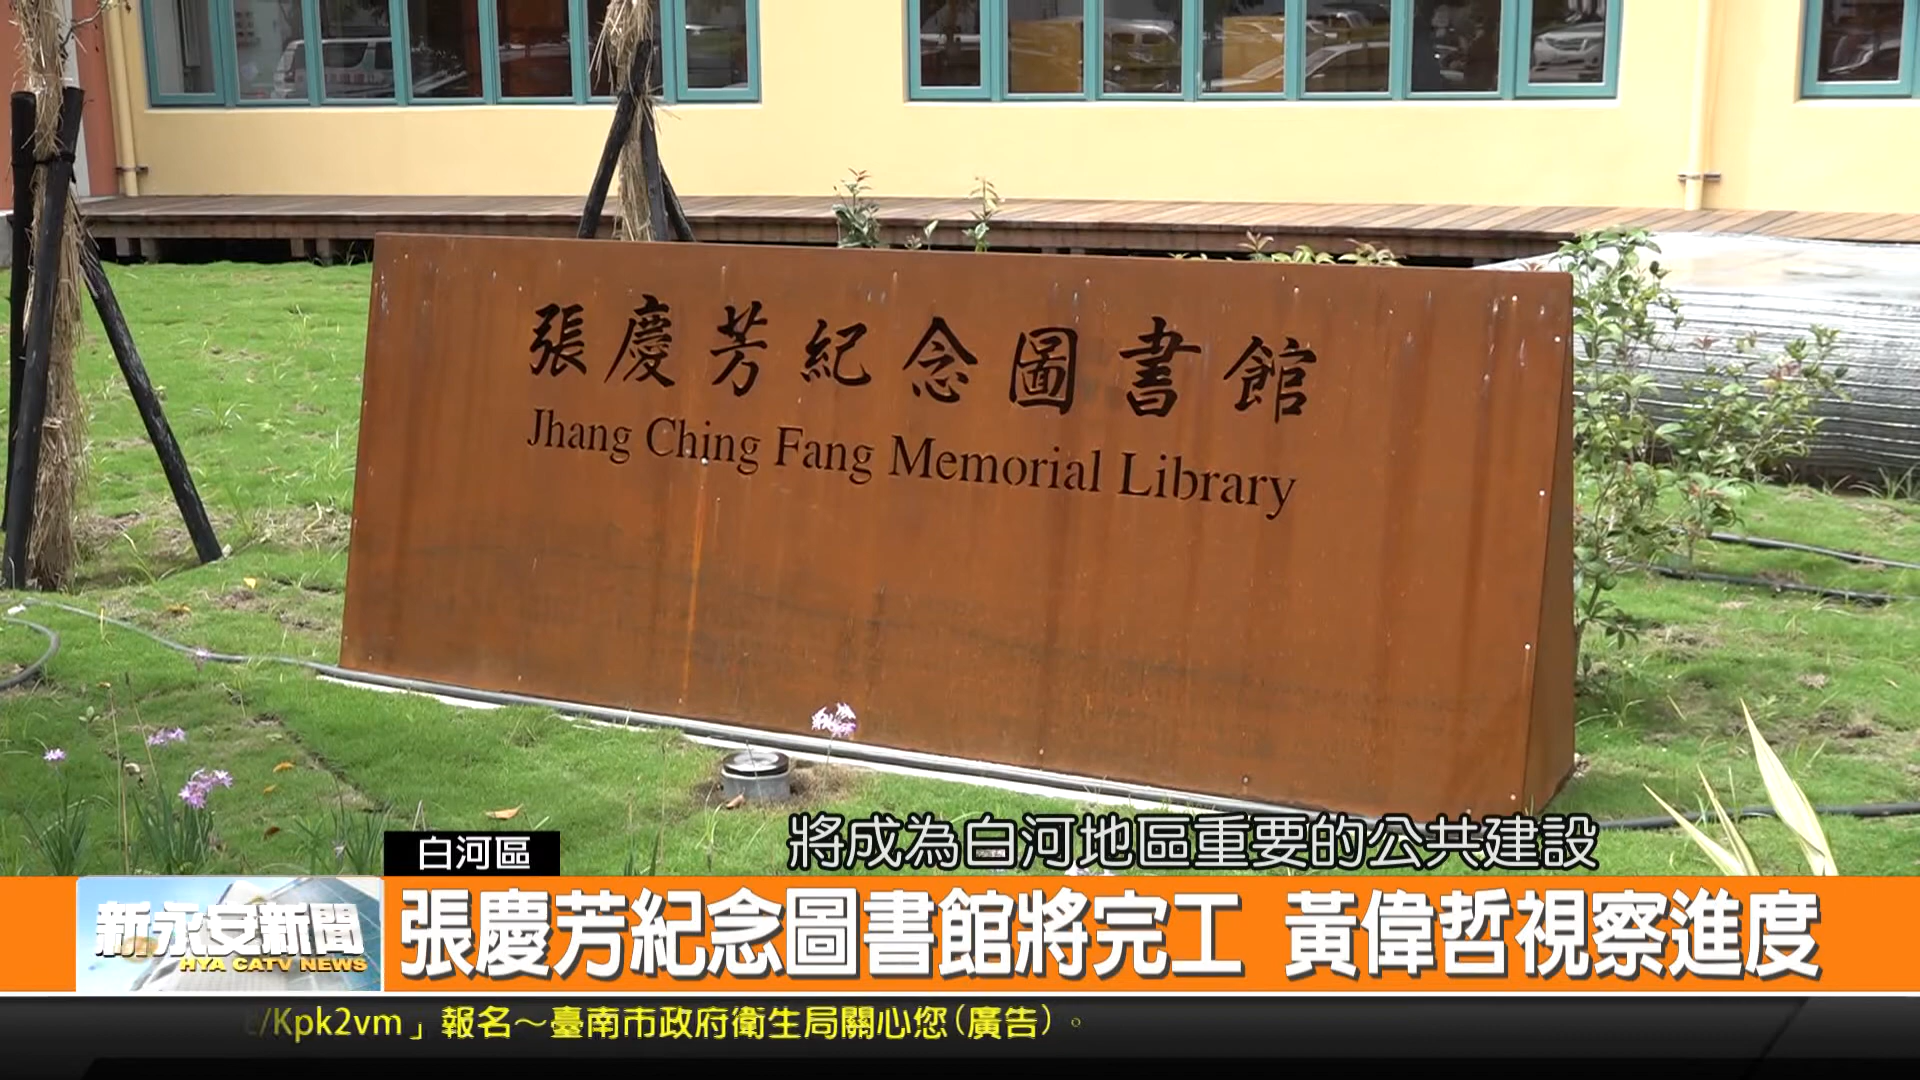 張慶芳紀念圖書館
Jhang Ching Fang Memorial Library
將成為白河地區重要的公共建設
白河區
新永安新聞
HYA CATV NEWS
張慶芳紀念圖書館將完工 黃偉哲視察進度
/Kpk2vm」報名～臺南市政府衛生局關心您(廣告)。